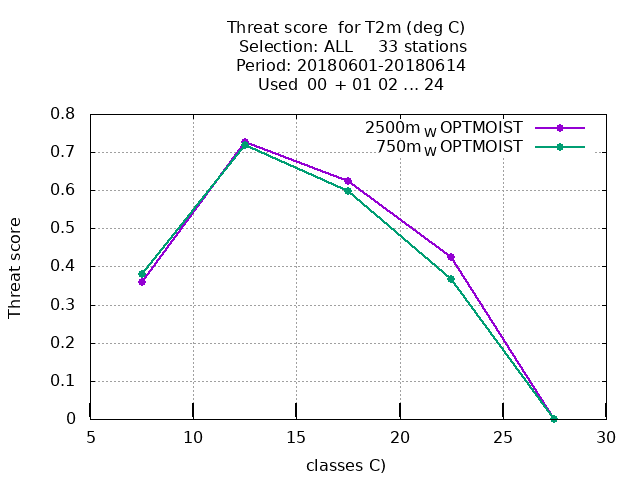 Threat score for T2m (deg C)
Selection: ALL 33 stations
Period: 20180601-20180614
Used 00 + 01 02 ... 24
0.8
0.7
0.6
0.5
0.4
0.3
0.2
0.1
0
Threat score
2500m W OPTMOIST
750m W OPTMOIST
5 10 15 20 25 30
classes C)